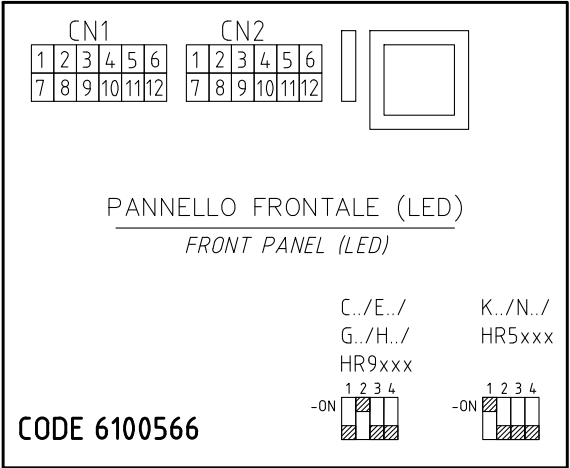 CN1 CN2
1 2 3 4 5 6 1 2 3 4 5 6
7 8 9 10 11 12 7 8 9 10 11 12
PANNELLO FRONTALE (LED)
FRONT PANEL (LED)
C../E../ K../N../
G../H../ HR5xxx
HR9xxx
1 2 3 4 1 2 3 4
-ON -ON
CODE 6100566